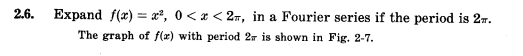 2.6. Expand f(x) = x², 0 < x < 2π, in a Fourier series if the period is 2π.
The graph of f(x) with period 2π is shown in Fig. 2-7.